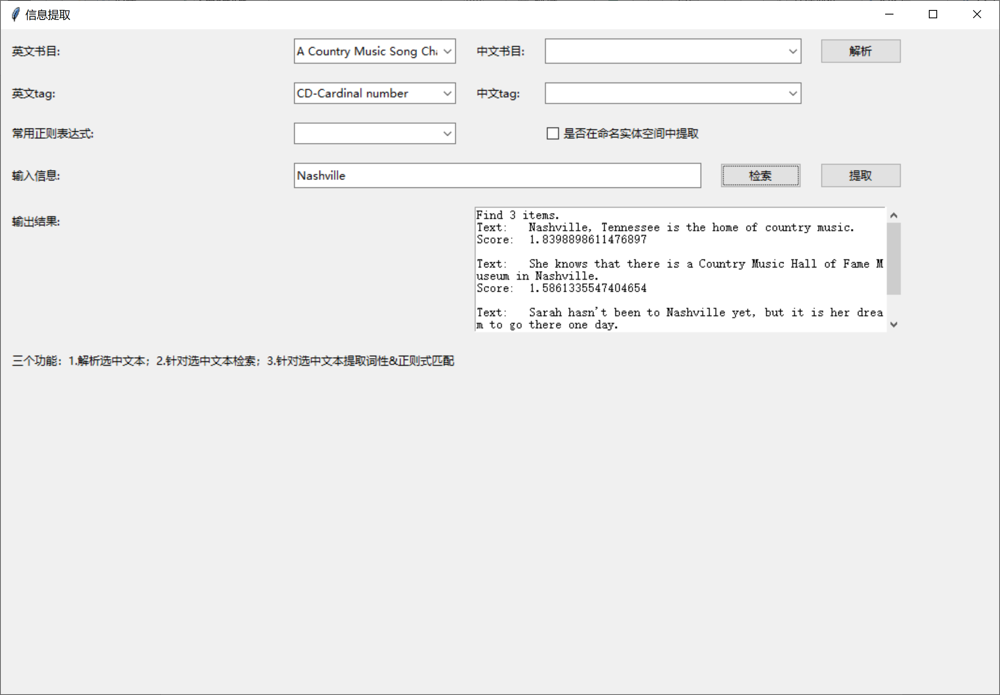 信息提取
英文书目: A Country Music Song Cha 中文书目: 解析
英文tag: CD-Cardinal number 中文tag:
常用正则表达式: 是否在命名实体空间中提取
输入信息: Nashville 检索 提取
输出结果:
Find 3 items.
Text: Nashville, Tennessee is the home of country music.
Score: 1.8398898611476897
Text: She knows that there is a Country Music Hall of Fame M
useum in Nashville.
Score: 1.5861335547404654
Text: Sarah hasn't been to Nashville yet, but it is her drea
m to go there one day.
三个功能：1.解析选中文本；2.针对选中文本检索；3.针对选中文本提取词性&正则式匹配